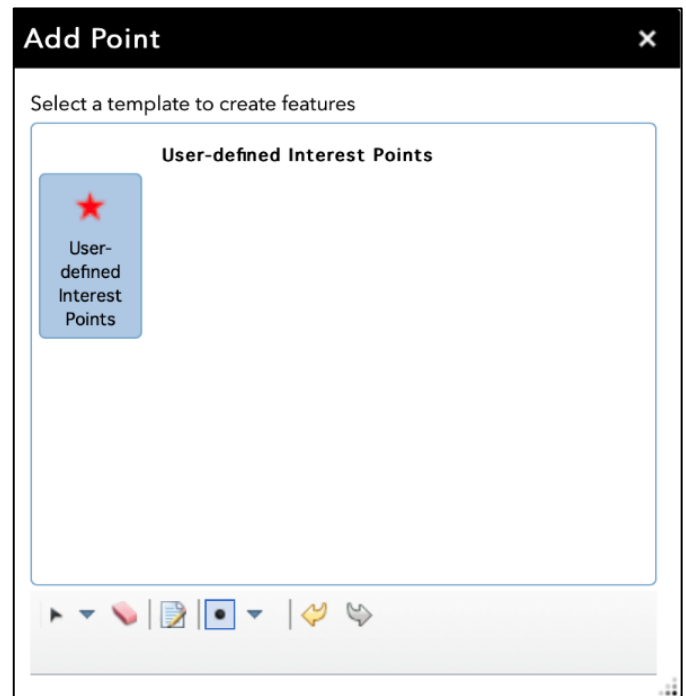 Add Point
Select a template to create features
User-defined Interest Points
User-
defined
Interest
Points